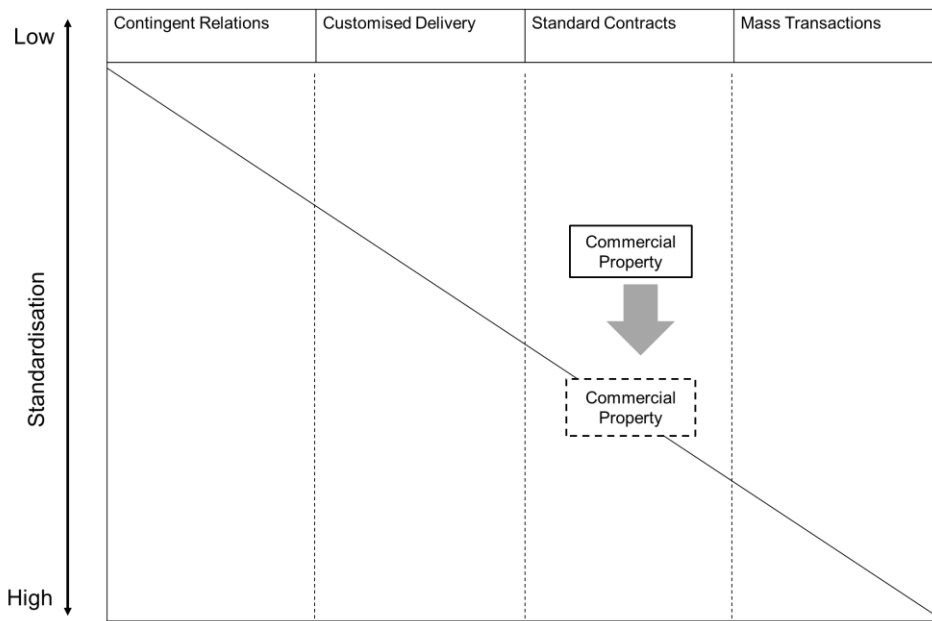 Contingent Relations
Customised Delivery
Standard Contracts
Mass Transactions
Low
Standardisation
High
Commercial
Property
Commercial
Property